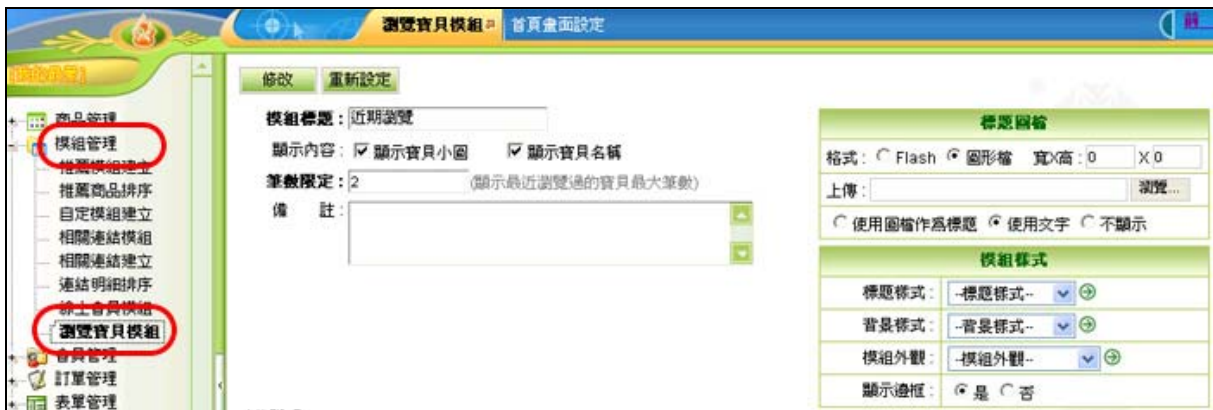 瀏覽寶貝模組 首頁畫面設定
修改 重新設定
商品管理
模組管理
推薦模組建立
推薦商品排序
自定模組建立
相關連結模組
相關連結建立
連結明細排序
線上會員模組
瀏覽寶貝模組
會員管理
訂單管理
表單管理
模組標題：近期瀏覽
顯示內容： 顯示寶貝小圖 顯示寶貝名稱
筆數限定：2 (顯示最近瀏覽過的寶貝最大筆數)
備 註：
標題圖檔
格式： Flash 圖形檔 寬X高：0 X 0
上傳： 瀏覽...
使用圖檔作為標題 使用文字 不顯示
模組樣式
標題樣式： --標題樣式--
背景樣式： --背景樣式--
模組外觀： --模組外觀--
顯示邊框： 是 否